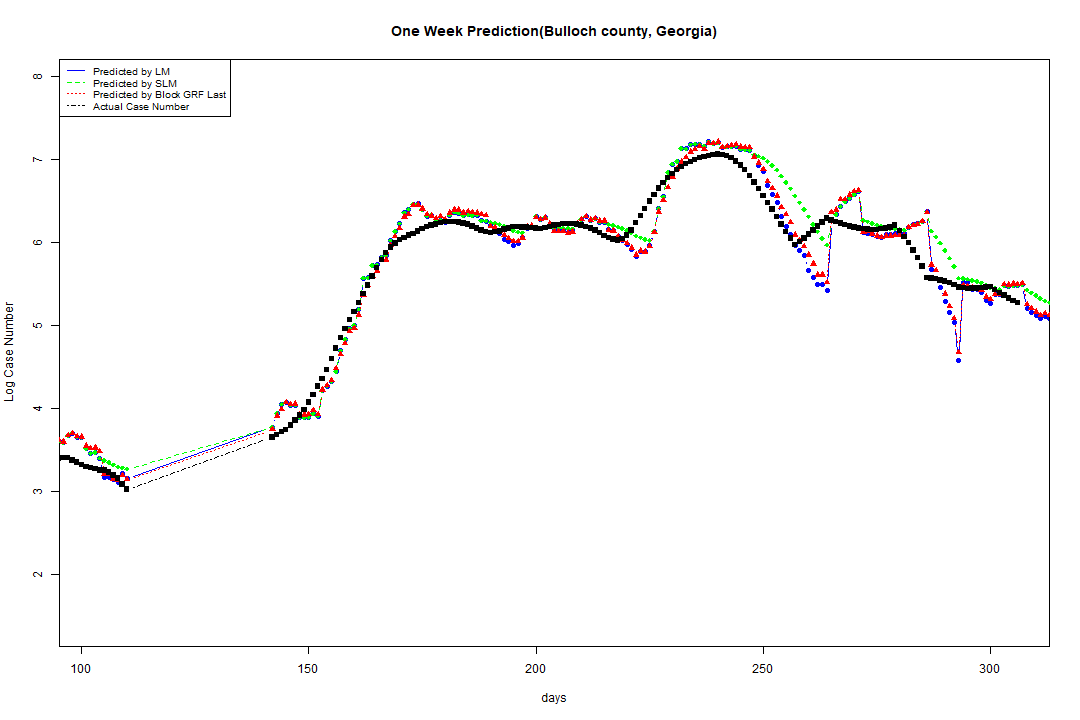 One Week Prediction(Bulloch county, Georgia)
Predicted by LM
Predicted by SLM
Predicted by Block GRF Last
Actual Case Number
8
7
6
5
4
3
2
Log Case Number
100 150 200 250 300
days